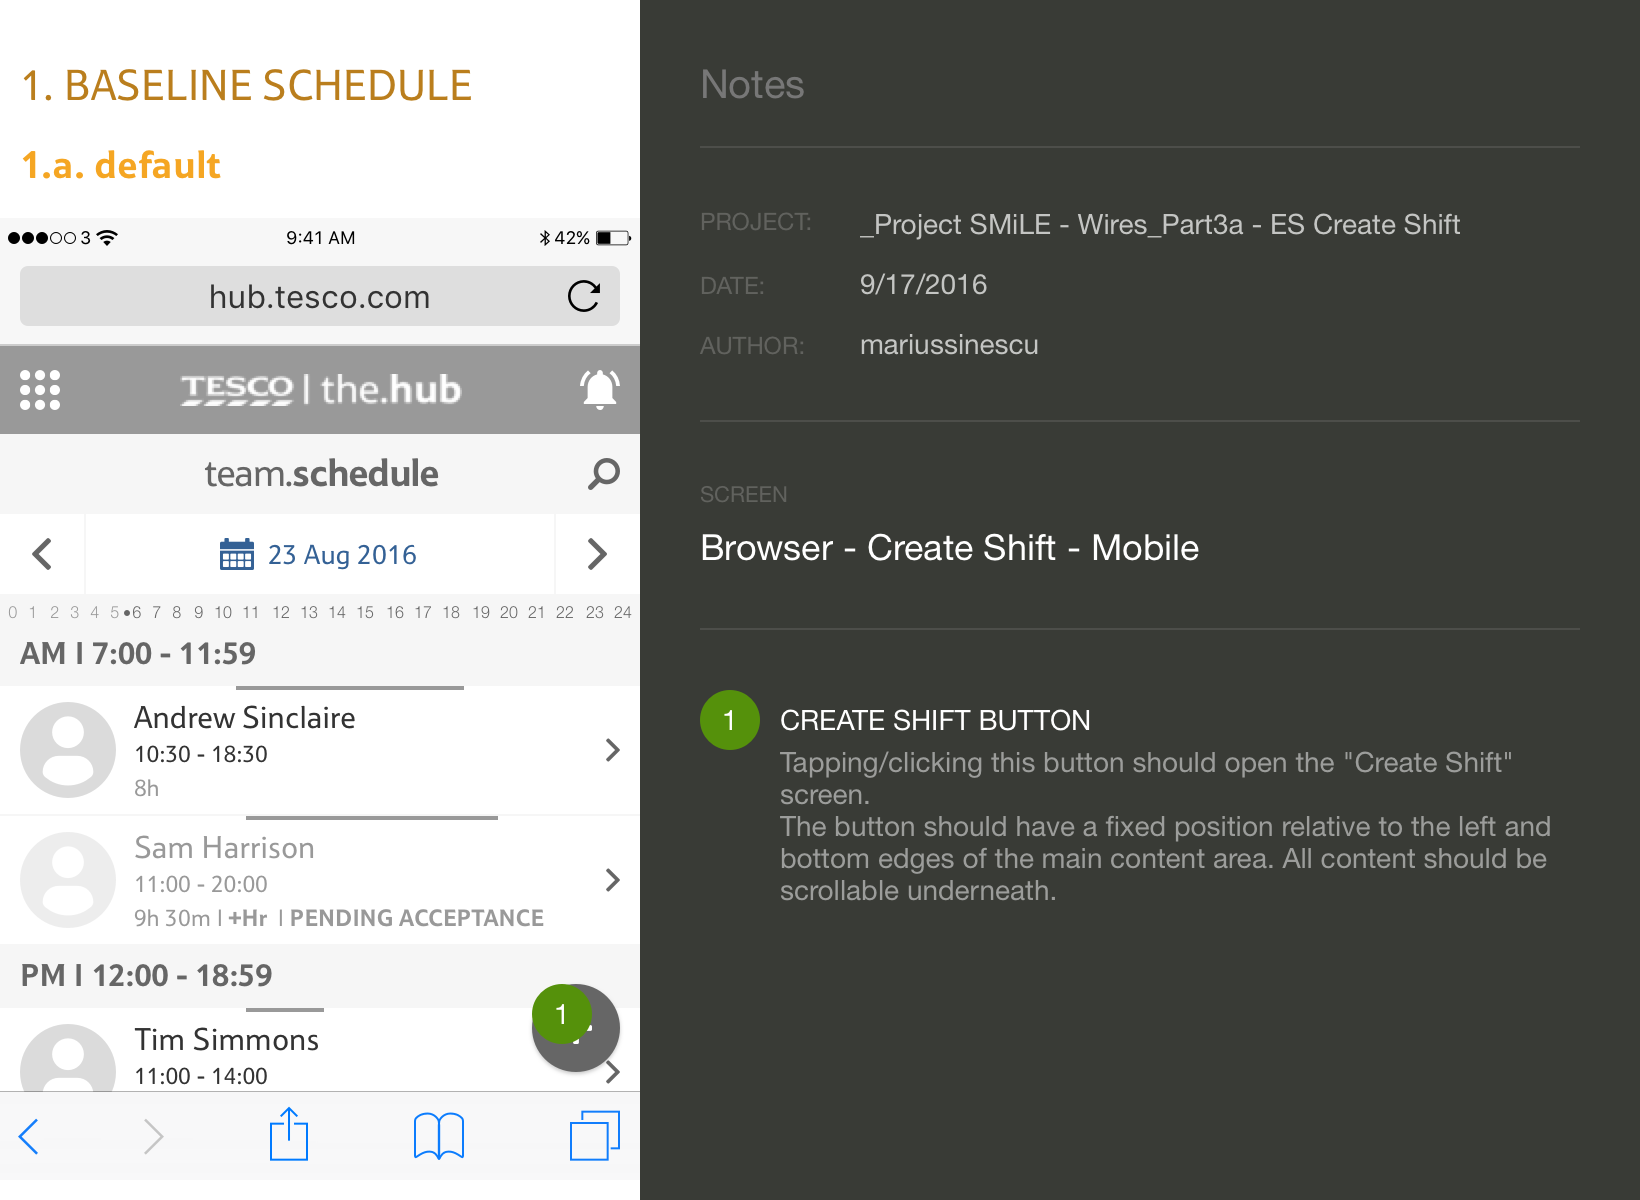 1. BASELINE SCHEDULE
1.a. default
3 9:41 AM 42%
hub.tesco.com
TESCO | the.hub
team.schedule
23 Aug 2016
0 1 2 3 4 5 6 7 8 9 10 11 12 13 14 15 16 17 18 19 20 21 22 23 24
AM | 7:00 - 11:59
Andrew Sinclaire
10:30 - 18:30
8h
Sam Harrison
11:00 - 20:00
9h 30m | +Hr | PENDING ACCEPTANCE
PM | 12:00 - 18:59
1
Tim Simmons
11:00 - 14:00
Notes
PROJECT: _Project SMiLE - Wires_Part3a - ES Create Shift
DATE: 9/17/2016
AUTHOR: mariussinescu
SCREEN
Browser - Create Shift - Mobile
1 CREATE SHIFT BUTTON
Tapping/clicking this button should open the "Create Shift"
screen.
The button should have a fixed position relative to the left and
bottom edges of the main content area. All content should be
scrollable underneath.